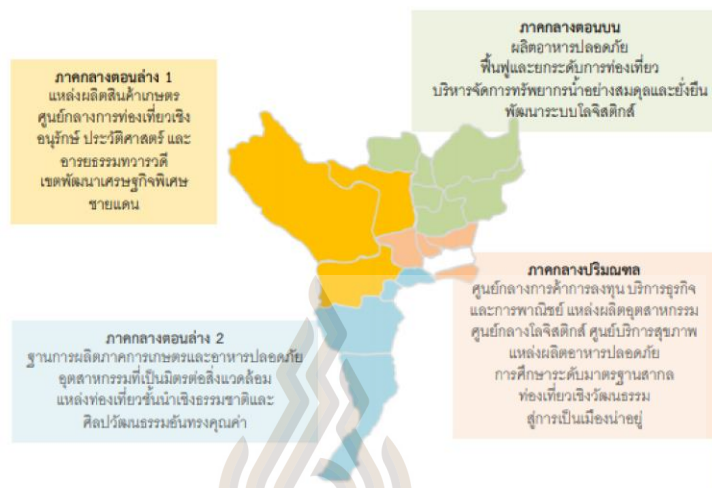 ภาคกลางตอนบน
ผลิตอาหารปลอดภัย
ฟื้นฟูและยกระดับการท่องเที่ยว
บริหารจัดการทรัพยากรน้ำอย่างสมดุลและยั่งยืน
พัฒนาระบบโลจิสติกส์
ภาคกลางตอนล่าง 1
แหล่งผลิตสินค้าเกษตร
ศูนย์กลางการท่องเที่ยวเชิง
อนุรักษ์ ประวัติศาสตร์ และ
อารยธรรมทวารวดี
เขตพัฒนาเศรษฐกิจพิเศษ
ชายแดน
ภาคกลางปริมณฑล
ศูนย์กลางการค้าการลงทุน บริการธุรกิจ
และการพาณิชย์ แหล่งผลิตอุตสาหกรรม
ศูนย์กลางโลจิสติกส์ ศูนย์บริการสุขภาพ
แหล่งผลิตอาหารปลอดภัย
การศึกษาระดับมาตรฐานสากล
ท่องเที่ยวเชิงวัฒนธรรม
สู่การเป็นเมืองน่าอยู่
ภาคกลางตอนล่าง 2
ฐานการผลิตภาคการเกษตรและอาหารปลอดภัย
อุตสาหกรรมที่เป็นมิตรต่อสิ่งแวดล้อม
แหล่งท่องเที่ยวชั้นนำเชิงธรรมชาติและ
ศิลปวัฒนธรรมอันทรงคุณค่า